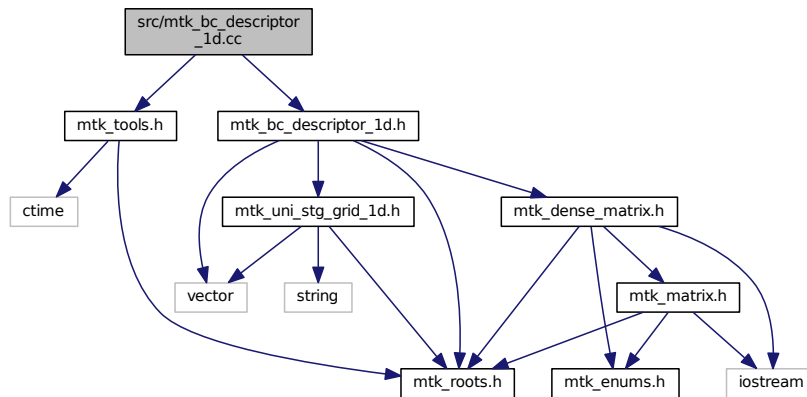 src/mtk_bc_descriptor
_1d.cc
mtk_tools.h
mtk_bc_descriptor_1d.h
ctime
mtk_uni_stg_grid_1d.h
mtk_dense_matrix.h
vector
string
mtk_matrix.h
mtk_roots.h
mtk_enums.h
iostream